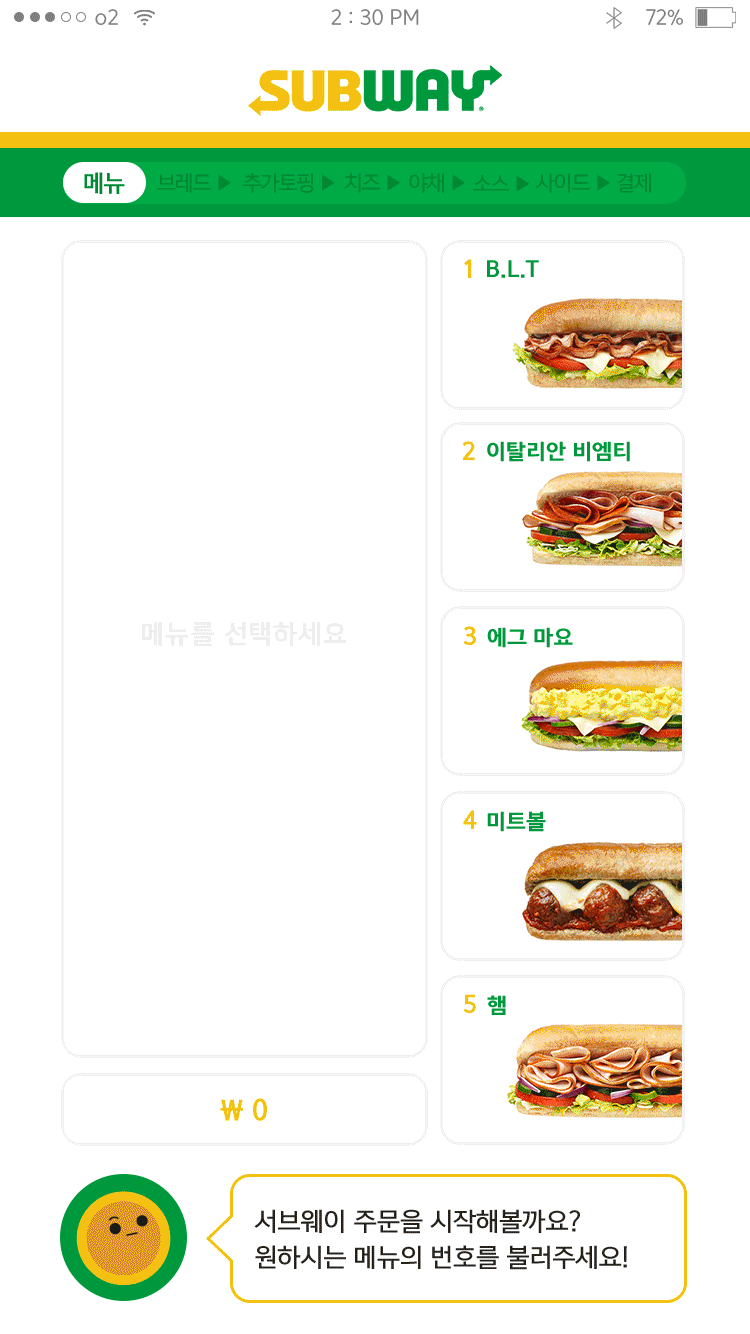 o2 2 : 30 PM 72%
SUBWAY
메뉴 브레드 ▶ 추가토핑 ▶ 치즈 ▶ 야채 ▶ 소스 ▶ 사이드 ▶ 결제
메뉴를 선택하세요
₩ 0
1 B.L.T
2 이탈리안 비엠티
3 에그 마요
4 미트볼
5 햄
서브웨이 주문을 시작해볼까요?
원하시는 메뉴의 번호를 불러주세요!